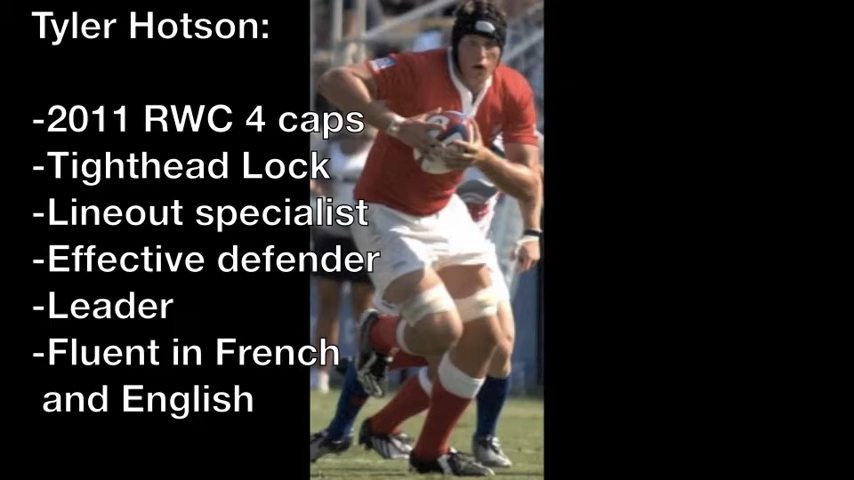 Tyler Hotson:
-2011 RWC 4 caps
-Tighthead Lock
-Lineout specialist
-Effective defender
-Leader
-Fluent in French
and English